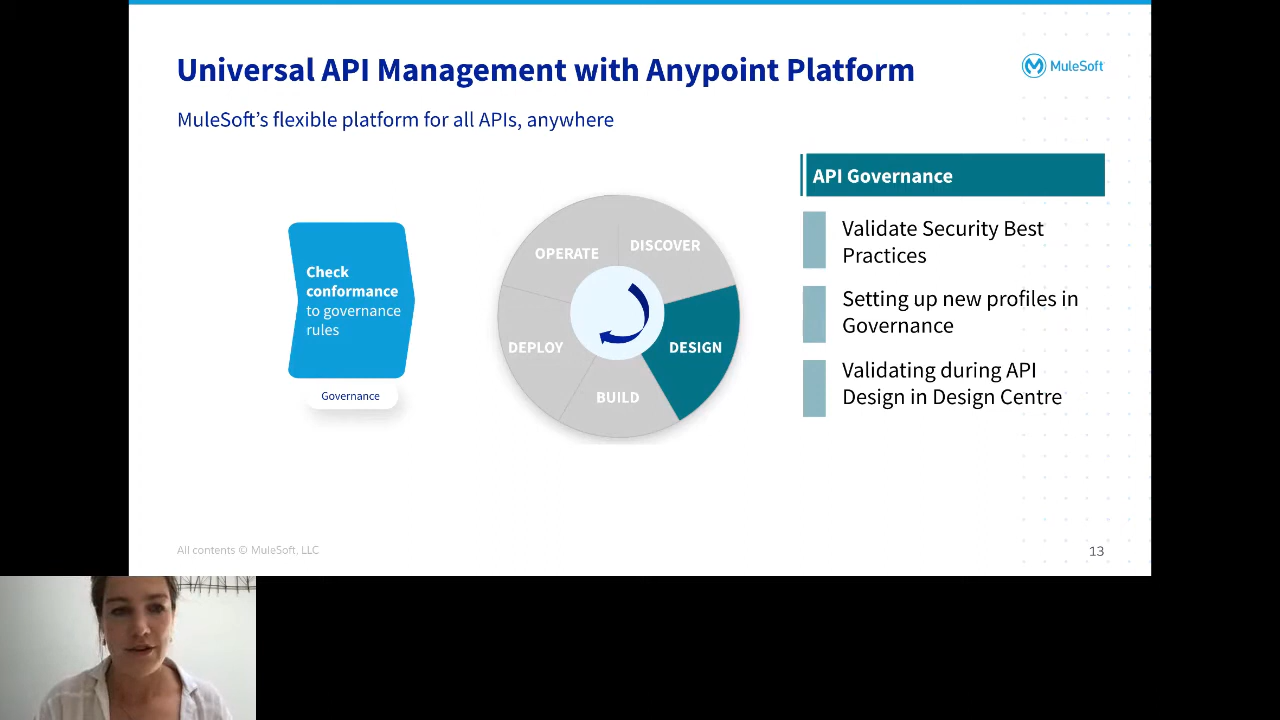 Universal API Management with Anypoint Platform
MuleSoft
MuleSoft’s flexible platform for all APIs, anywhere
Check
conformance
to governance
rules
Governance
OPERATE
DISCOVER
DEPLOY
DESIGN
BUILD
API Governance
Validate Security Best
Practices
Setting up new profiles in
Governance
Validating during API
Design in Design Centre
All contents © MuleSoft, LLC
13